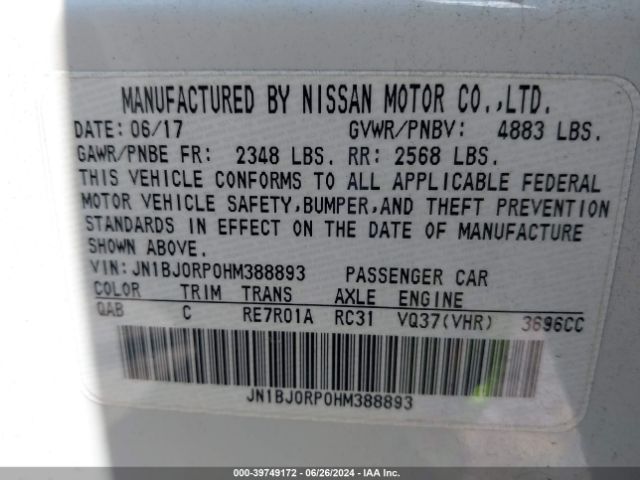 MANUFACTURED BY NISSAN MOTOR CO.,LTD.
DATE: 06/17 GVWR/PNBV: 4883 LBS.
GAWR/PNBE FR: 2348 LBS. RR: 2568 LBS.
THIS VEHICLE CONFORMS TO ALL APPLICABLE FEDERAL
MOTOR VEHICLE SAFETY,BUMPER,AND THEFT PREVENTION
STANDARDS IN EFFECT ON THE DATE OF MANUFACTURE
SHOWN ABOVE.
VIN:JN1BJ0RP0HM388893 PASSENGER CAR
COLOR TRIM TRANS AXLE ENGINE
QAB C RE7R01A RC31 VQ37(VHR) 3696CC
JN1BJ0RP0HM388893
000-39749172 - 06/26/2024 - IAA Inc.